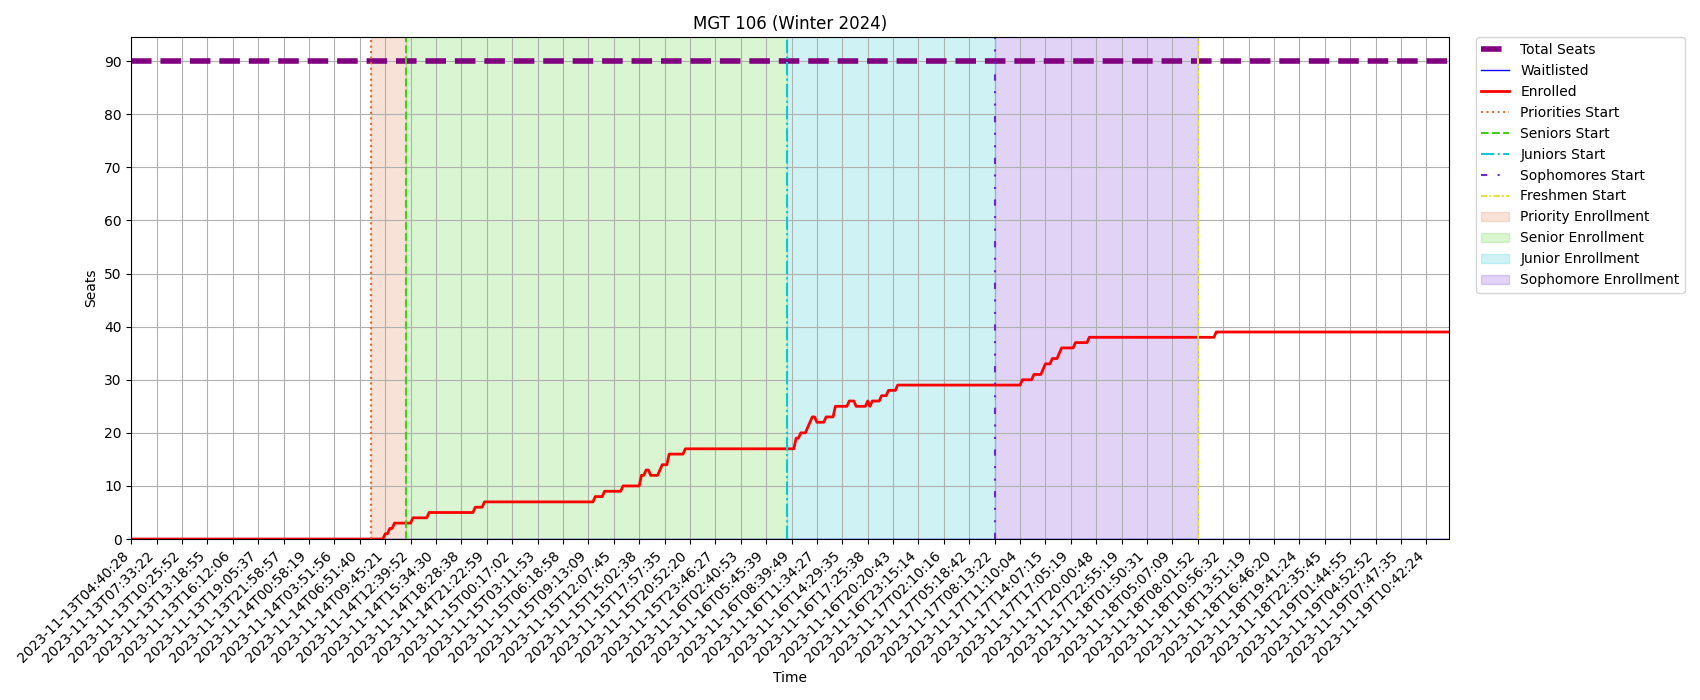 MGT 106 (Winter 2024)
90
80
70
60
50
40
30
20
10
0
Seats
2023-11-13T04:40:28
2023-11-13T07:33:22
2023-11-13T10:25:52
2023-11-13T13:18:55
2023-11-13T16:12:06
2023-11-13T19:05:37
2023-11-13T21:58:57
2023-11-14T00:58:19
2023-11-14T03:51:56
2023-11-14T06:51:40
2023-11-14T09:45:21
2023-11-14T12:39:52
2023-11-14T15:34:30
2023-11-14T18:28:38
2023-11-14T21:22:59
2023-11-15T00:17:02
2023-11-15T03:11:53
2023-11-15T06:18:58
2023-11-15T09:13:09
2023-11-15T12:07:45
2023-11-15T15:02:38
2023-11-15T17:57:35
2023-11-15T20:52:20
2023-11-15T23:46:27
2023-11-16T02:40:53
2023-11-16T05:45:39
2023-11-16T08:39:49
2023-11-16T11:34:27
2023-11-16T14:29:35
2023-11-16T17:25:38
2023-11-16T20:20:43
2023-11-16T23:15:14
2023-11-17T02:10:16
2023-11-17T05:18:42
2023-11-17T08:13:22
2023-11-17T11:10:04
2023-11-17T14:07:15
2023-11-17T17:05:19
2023-11-17T20:00:48
2023-11-17T22:55:19
2023-11-18T01:50:31
2023-11-18T05:07:09
2023-11-18T08:01:52
2023-11-18T10:56:32
2023-11-18T13:51:19
2023-11-18T16:46:20
2023-11-18T19:41:24
2023-11-18T22:35:45
2023-11-19T01:44:55
2023-11-19T04:52:52
2023-11-19T07:47:35
2023-11-19T10:42:24
Time
Total Seats
Waitlisted
Enrolled
Priorities Start
Seniors Start
Juniors Start
Sophomores Start
Freshmen Start
Priority Enrollment
Senior Enrollment
Junior Enrollment
Sophomore Enrollment